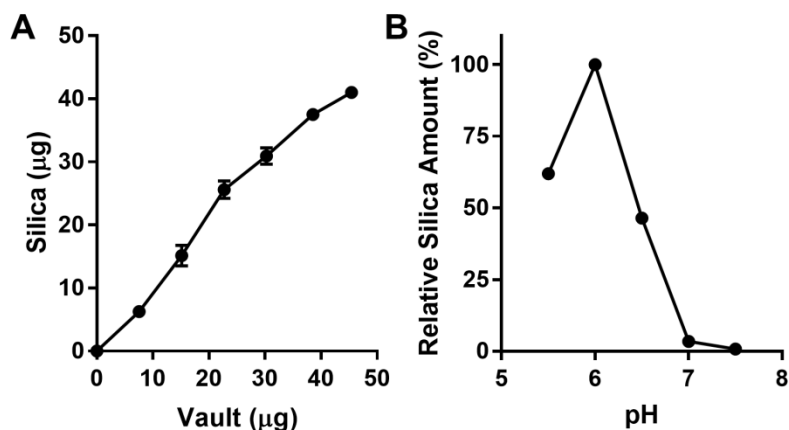 A
Silica (μg)
50
40
30
20
10
0
0 10 20 30 40 50
Vault (μg)
B
Relative Silica Amount (%)
100
75
50
25
0
5 6 7 8
pH